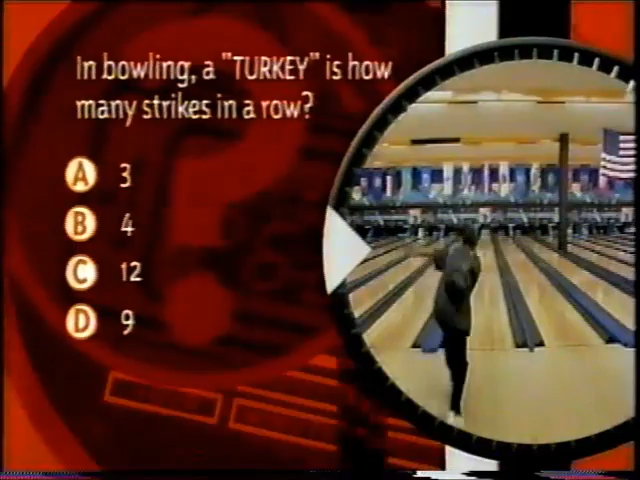 In bowling, a "TURKEY" is how
many strikes in a row?
A 3
B 4
C 12
D 9